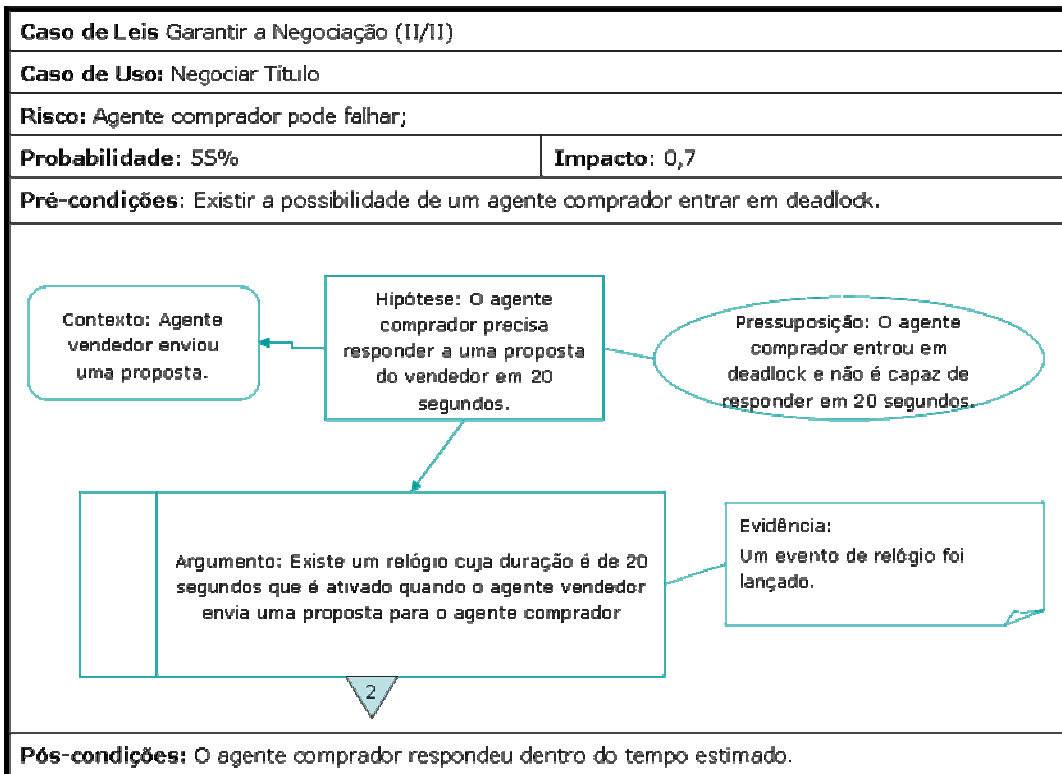 Caso de Leis Garantir a Negociação (II/II)
Caso de Uso: Negociar Título
Risco: Agente comprador pode falhar;
Probabilidade: 55%
Impacto: 0,7
Pré-condições: Existir a possibilidade de um agente comprador entrar em deadlock.
Contexto: Agente
vendedor enviou
uma proposta.
Hipótese: O agente
comprador precisa
responder a uma proposta
do vendedor em 20
segundos.
Pressuposição: O agente
comprador entrou em
deadlock e não é capaz de
responder em 20 segundos.
Argumento: Existe um relógio cuja duração é de 20
segundos que é ativado quando o agente vendedor
envia uma proposta para o agente comprador
Evidência:
Um evento de relógio foi
lançado.
2
Pós-condições: O agente comprador respondeu dentro do tempo estimado.